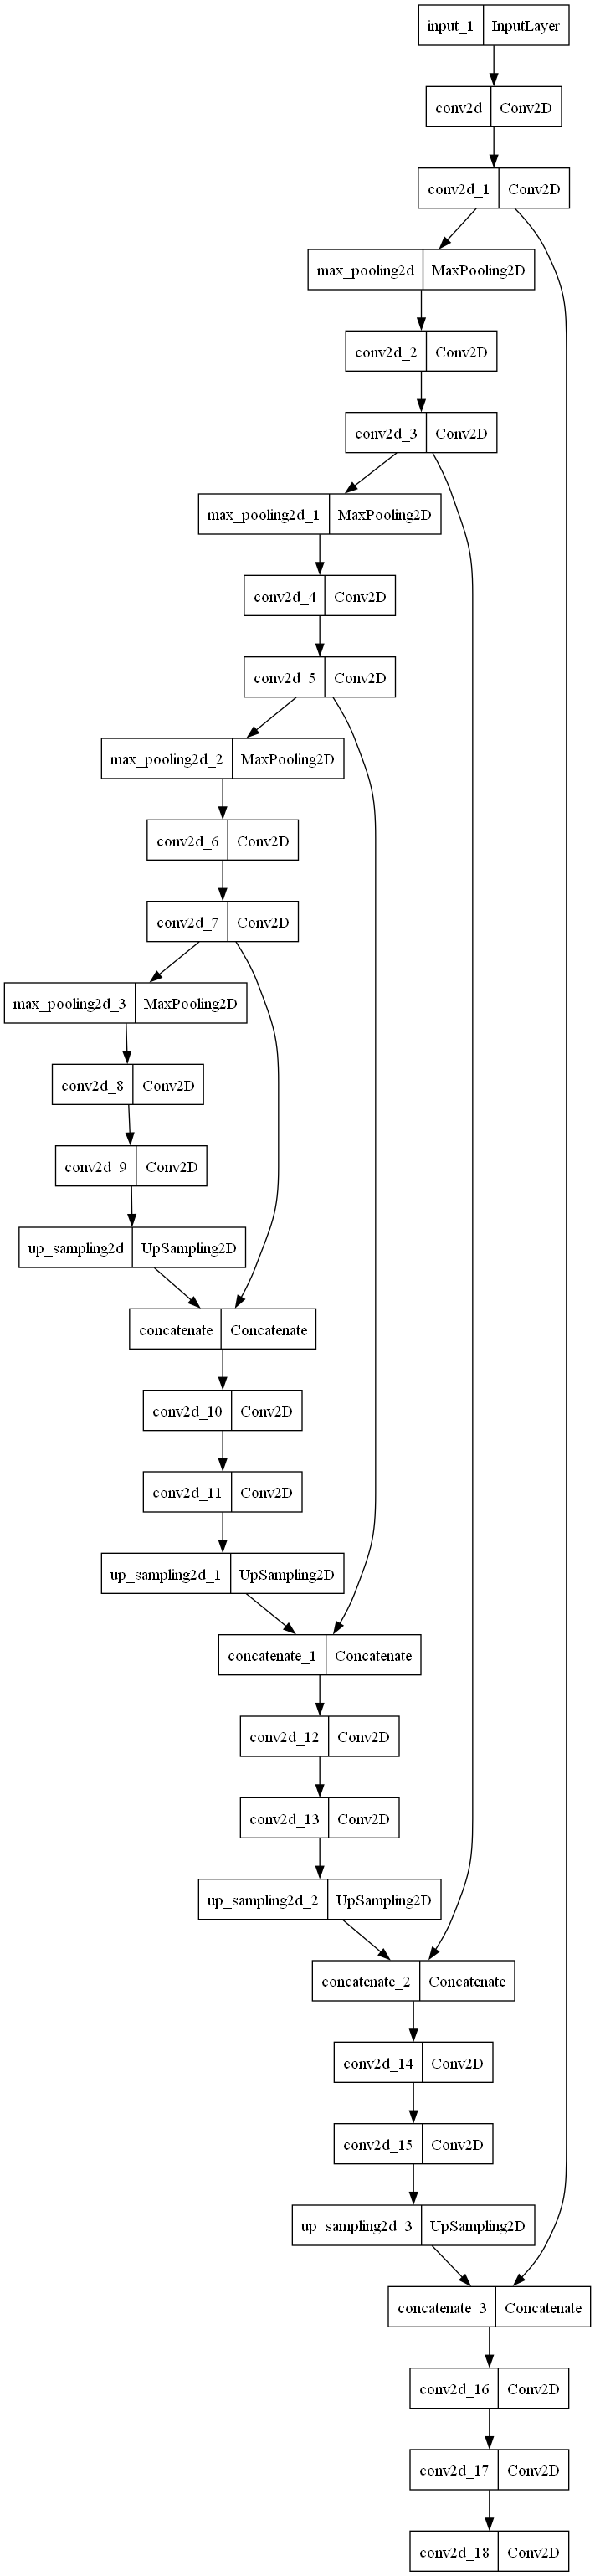 input_1 InputLayer
conv2d Conv2D
conv2d_1 Conv2D
max_pooling2d MaxPooling2D
conv2d_2 Conv2D
conv2d_3 Conv2D
max_pooling2d_1 MaxPooling2D
conv2d_4 Conv2D
conv2d_5 Conv2D
max_pooling2d_2 MaxPooling2D
conv2d_6 Conv2D
conv2d_7 Conv2D
max_pooling2d_3 MaxPooling2D
conv2d_8 Conv2D
conv2d_9 Conv2D
up_sampling2d UpSampling2D
concatenate Concatenate
conv2d_10 Conv2D
conv2d_11 Conv2D
up_sampling2d_1 UpSampling2D
concatenate_1 Concatenate
conv2d_12 Conv2D
conv2d_13 Conv2D
up_sampling2d_2 UpSampling2D
concatenate_2 Concatenate
conv2d_14 Conv2D
conv2d_15 Conv2D
up_sampling2d_3 UpSampling2D
concatenate_3 Concatenate
conv2d_16 Conv2D
conv2d_17 Conv2D
conv2d_18 Conv2D